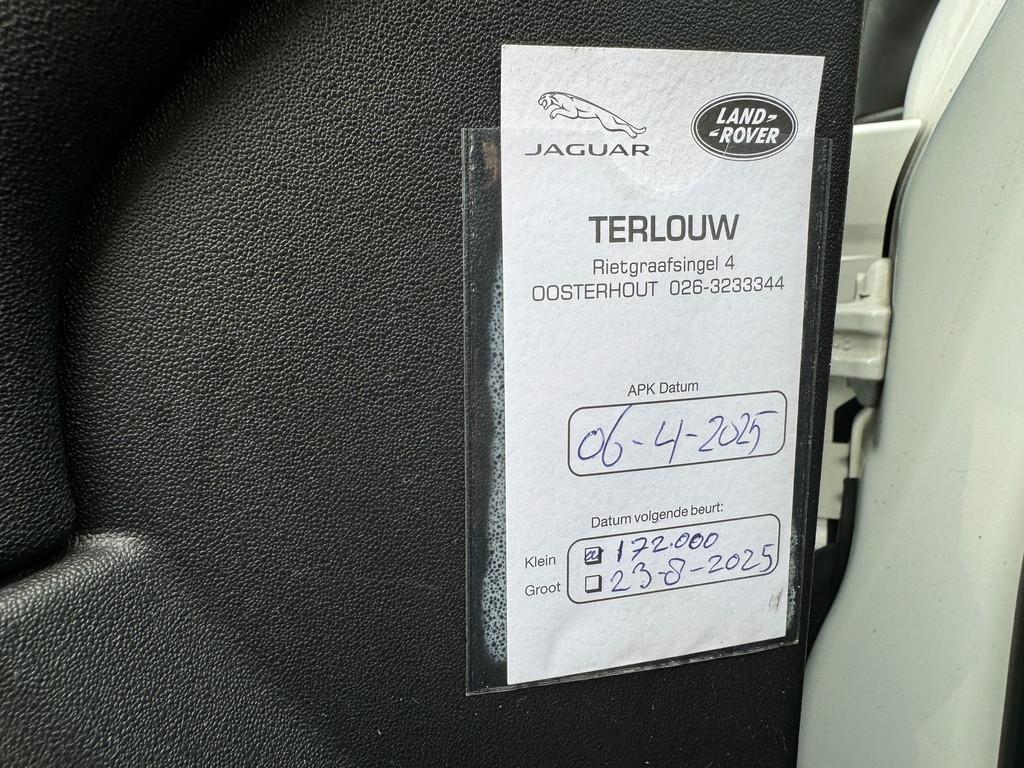 JAGUAR
LAND-
-ROVER
TERLOUW
Rietgraafsingel 4
OOSTERHOUT 026-3233344
APK Datum
06-4-2025
Datum volgende beurt:
Klein 172.000
Groot 23-8-2025